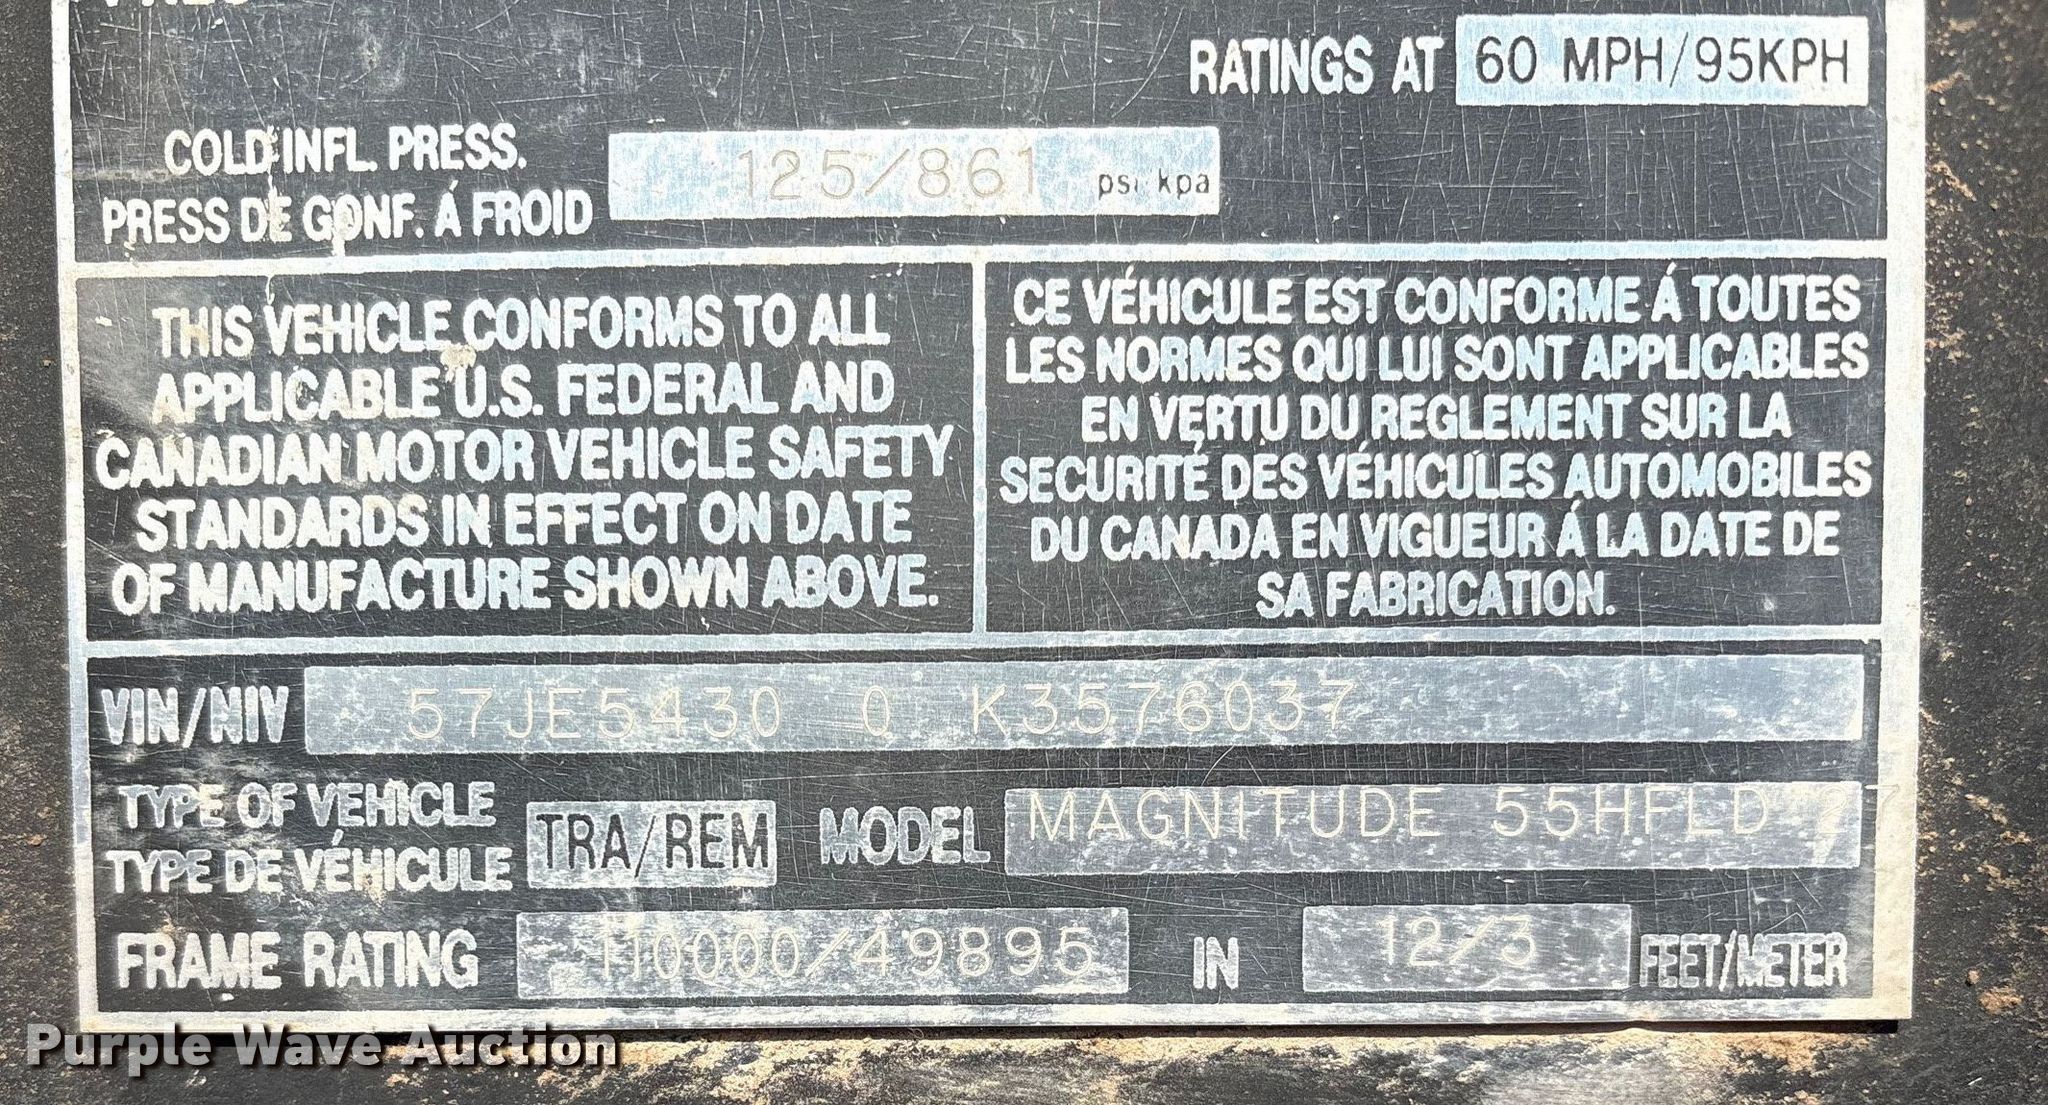 RATINGS AT 60 MPH/95KPH
COLD INFL. PRESS.
PRESS DE GONF. Á FROID
125/861 psi kpa
THIS VEHICLE CONFORMS TO ALL
APPLICABLE U.S. FEDERAL AND
CANADIAN MOTOR VEHICLE SAFETY
STANDARDS IN EFFECT ON DATE
OF MANUFACTURE SHOWN ABOVE.
CE VÉHICULE EST CONFORME Á TOUTES
LES NORMES QUI LUI SONT APPLICABLES
EN VERTU DU REGLEMENT SUR LA
SECURITÉ DES VÉHICULES AUTOMOBILES
DU CANADA EN VIGUEUR Á LA DATE DE
SA FABRICATION.
VIN/NIV 57JE5430 0 K3576037
TYPE OF VEHICLE
TYPE DE VÉHICULE
TRA/REM MODEL MAGNITUDE 55HFLD
FRAME RATING 110000/49895 IN 12/3 FEET/METER
Purple Wave Auction